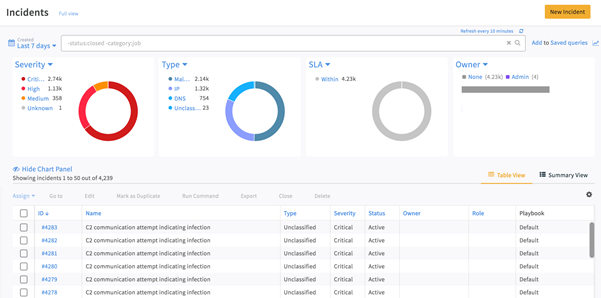 Incidents
Full view
New Incident
Refresh every 10 minutes
Created
Last 7 days
-status:closed -category:job
Add to Saved queries
Severity
Criti... 2.74k
High 1.13k
Medium 358
Unknown 1
Type
Mal... 2.14k
IP 1.32k
DNS 754
Unclass... 23
SLA
Within 4.23k
Owner
None (4.23k) Admin (4)
Hide Chart Panel
Showing incidents 1 to 50 out of 4,239
Table View
Summary View
Assign Go to Edit Mark as Duplicate Run Command Export Close Delete
ID Name Type Severity Status Owner Role Playbook
#4283 C2 communication attempt indicating infection Unclassified Critical Active Default
#4282 C2 communication attempt indicating infection Unclassified Critical Active Default
#4281 C2 communication attempt indicating infection Unclassified Critical Active Default
#4280 C2 communication attempt indicating infection Unclassified Critical Active Default
#4279 C2 communication attempt indicating infection Unclassified Critical Active Default
#4278 C2 communication attempt indicating infection Unclassified Critical Active Default